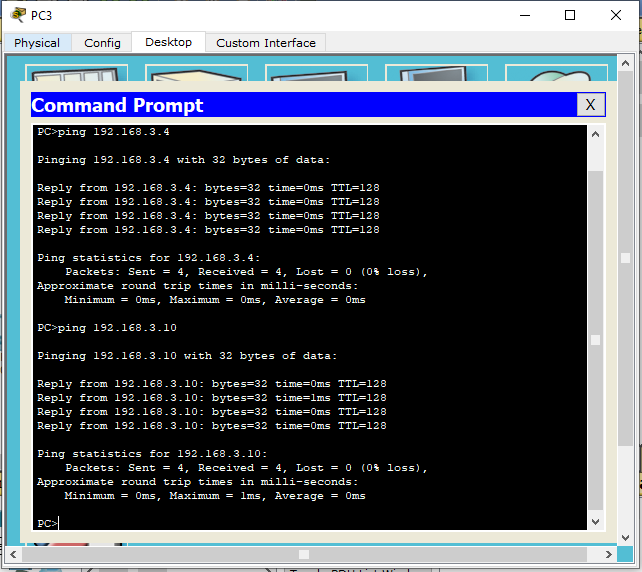 PC3
Physical Config Desktop Custom Interface
Command Prompt X
PC>ping 192.168.3.4
Pinging 192.168.3.4 with 32 bytes of data:
Reply from 192.168.3.4: bytes=32 time=0ms TTL=128
Reply from 192.168.3.4: bytes=32 time=0ms TTL=128
Reply from 192.168.3.4: bytes=32 time=0ms TTL=128
Reply from 192.168.3.4: bytes=32 time=0ms TTL=128
Ping statistics for 192.168.3.4:
Packets: Sent = 4, Received = 4, Lost = 0 (0% loss),
Approximate round trip times in milli-seconds:
Minimum = 0ms, Maximum = 0ms, Average = 0ms
PC>ping 192.168.3.10
Pinging 192.168.3.10 with 32 bytes of data:
Reply from 192.168.3.10: bytes=32 time=0ms TTL=128
Reply from 192.168.3.10: bytes=32 time=1ms TTL=128
Reply from 192.168.3.10: bytes=32 time=0ms TTL=128
Reply from 192.168.3.10: bytes=32 time=0ms TTL=128
Ping statistics for 192.168.3.10:
Packets: Sent = 4, Received = 4, Lost = 0 (0% loss),
Approximate round trip times in milli-seconds:
Minimum = 0ms, Maximum = 1ms, Average = 0ms
PC>